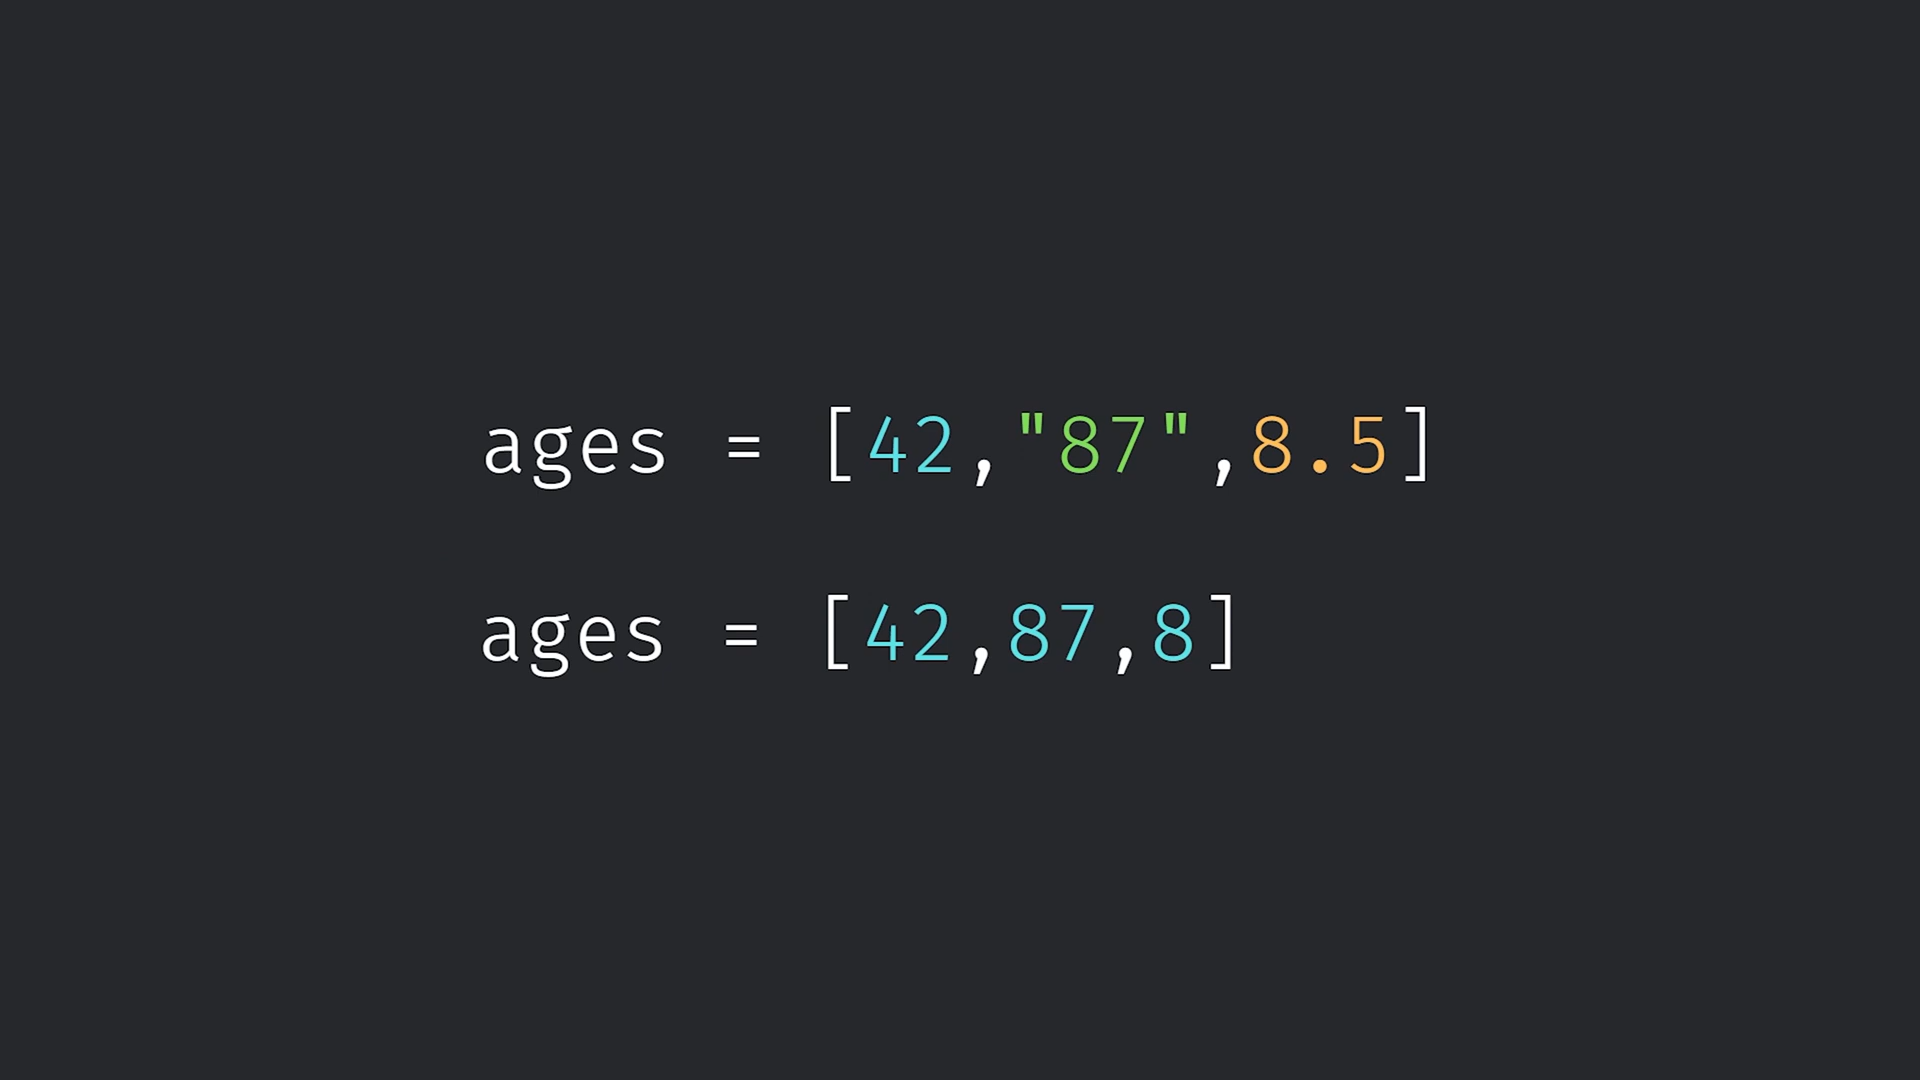 ages = [42,"87",8.5]
ages = [42,87,8]